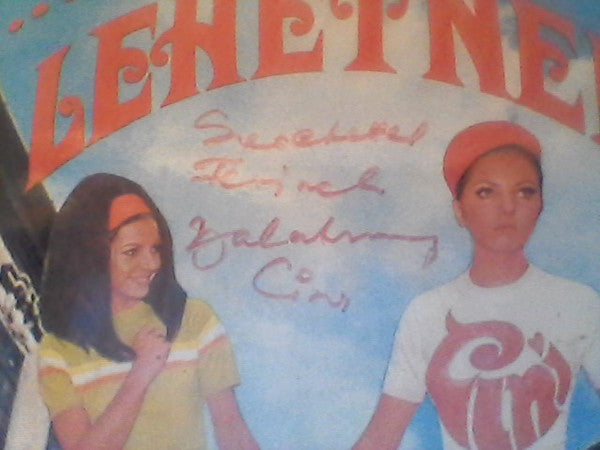 ...
LEHETNE
Szeretettel
Zalatnay
Cini
Cini